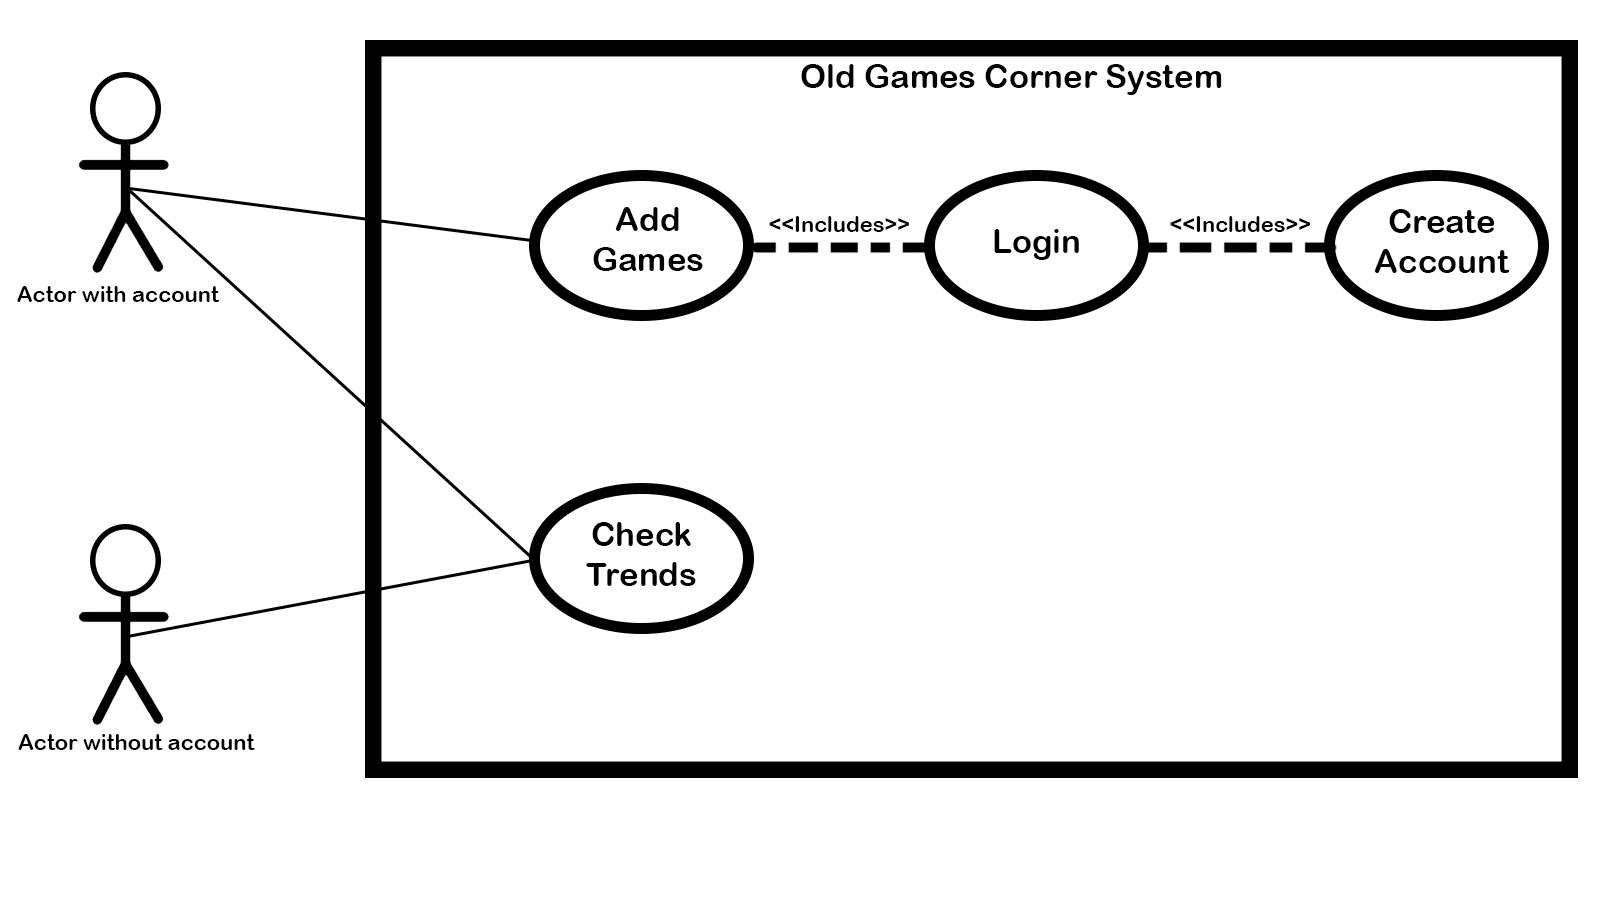 Old Games Corner System
Add
Games
<<Includes>>
Login
<<Includes>>
Create
Account
Actor with account
Check
Trends
Actor without account